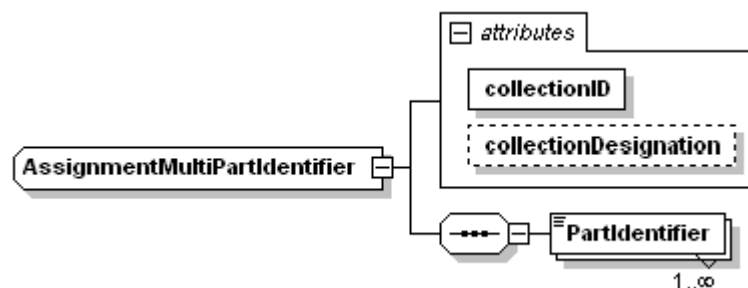 attributes
collectionID
collectionDesignation
AssignmentMultiPartIdentifier
PartIdentifier
1..∞